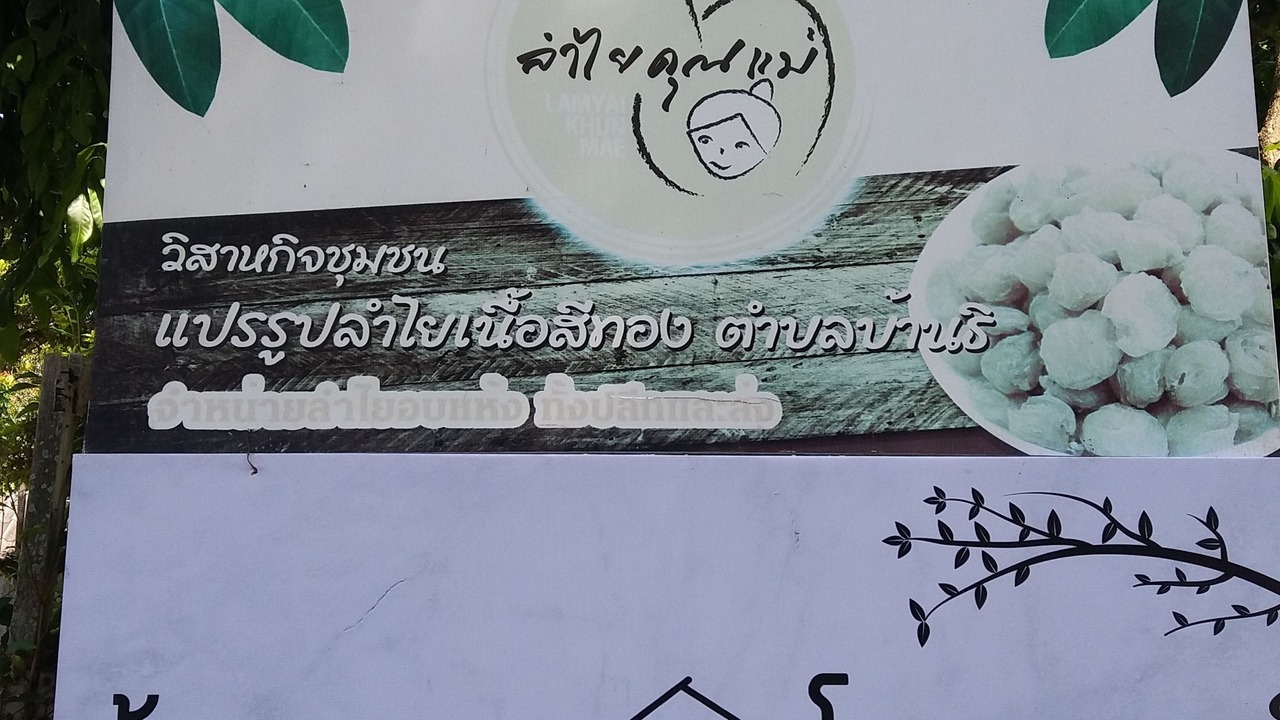 ลำไยคุณแม่
LAMYAI
KHUN
MAE
วิสาหกิจชุมชน
แปรรูปลำไยเนื้อสีทอง ตำบลบ้านธิ
จำหน่ายลำไยอบแห้ง ทั้งปลีกและส่ง